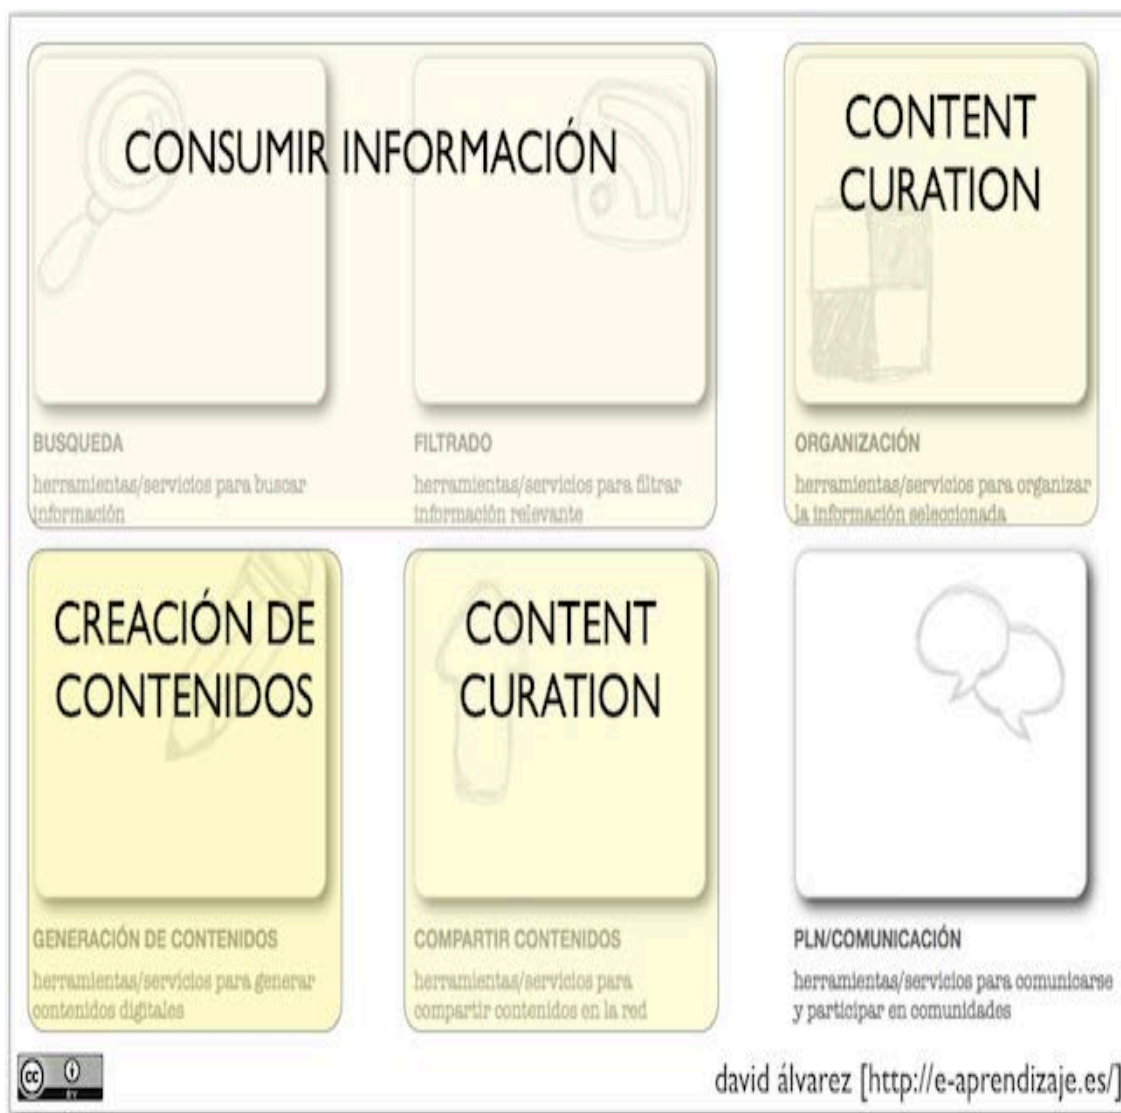 CONSUMIR INFORMACIÓN
BUSQUEDA
herramientas/servicios para buscar
información
FILTRADO
herramientas/servicios para filtrar
información relevante
CONTENT
CURATION
ORGANIZACIÓN
herramientas/servicios para organizar
la información seleccionada
CREACIÓN DE
CONTENIDOS
GENERACIÓN DE CONTENIDOS
herramientas/servicios para generar
contenidos digitales
CONTENT
CURATION
COMPARTIR CONTENIDOS
herramientas/servicios para
compartir contenidos en la red
PLN/COMUNICACIÓN
herramientas/servicios para comunicarse
y participar en comunidades
cc
BY
david álvarez [http://e-aprendizaje.es/]